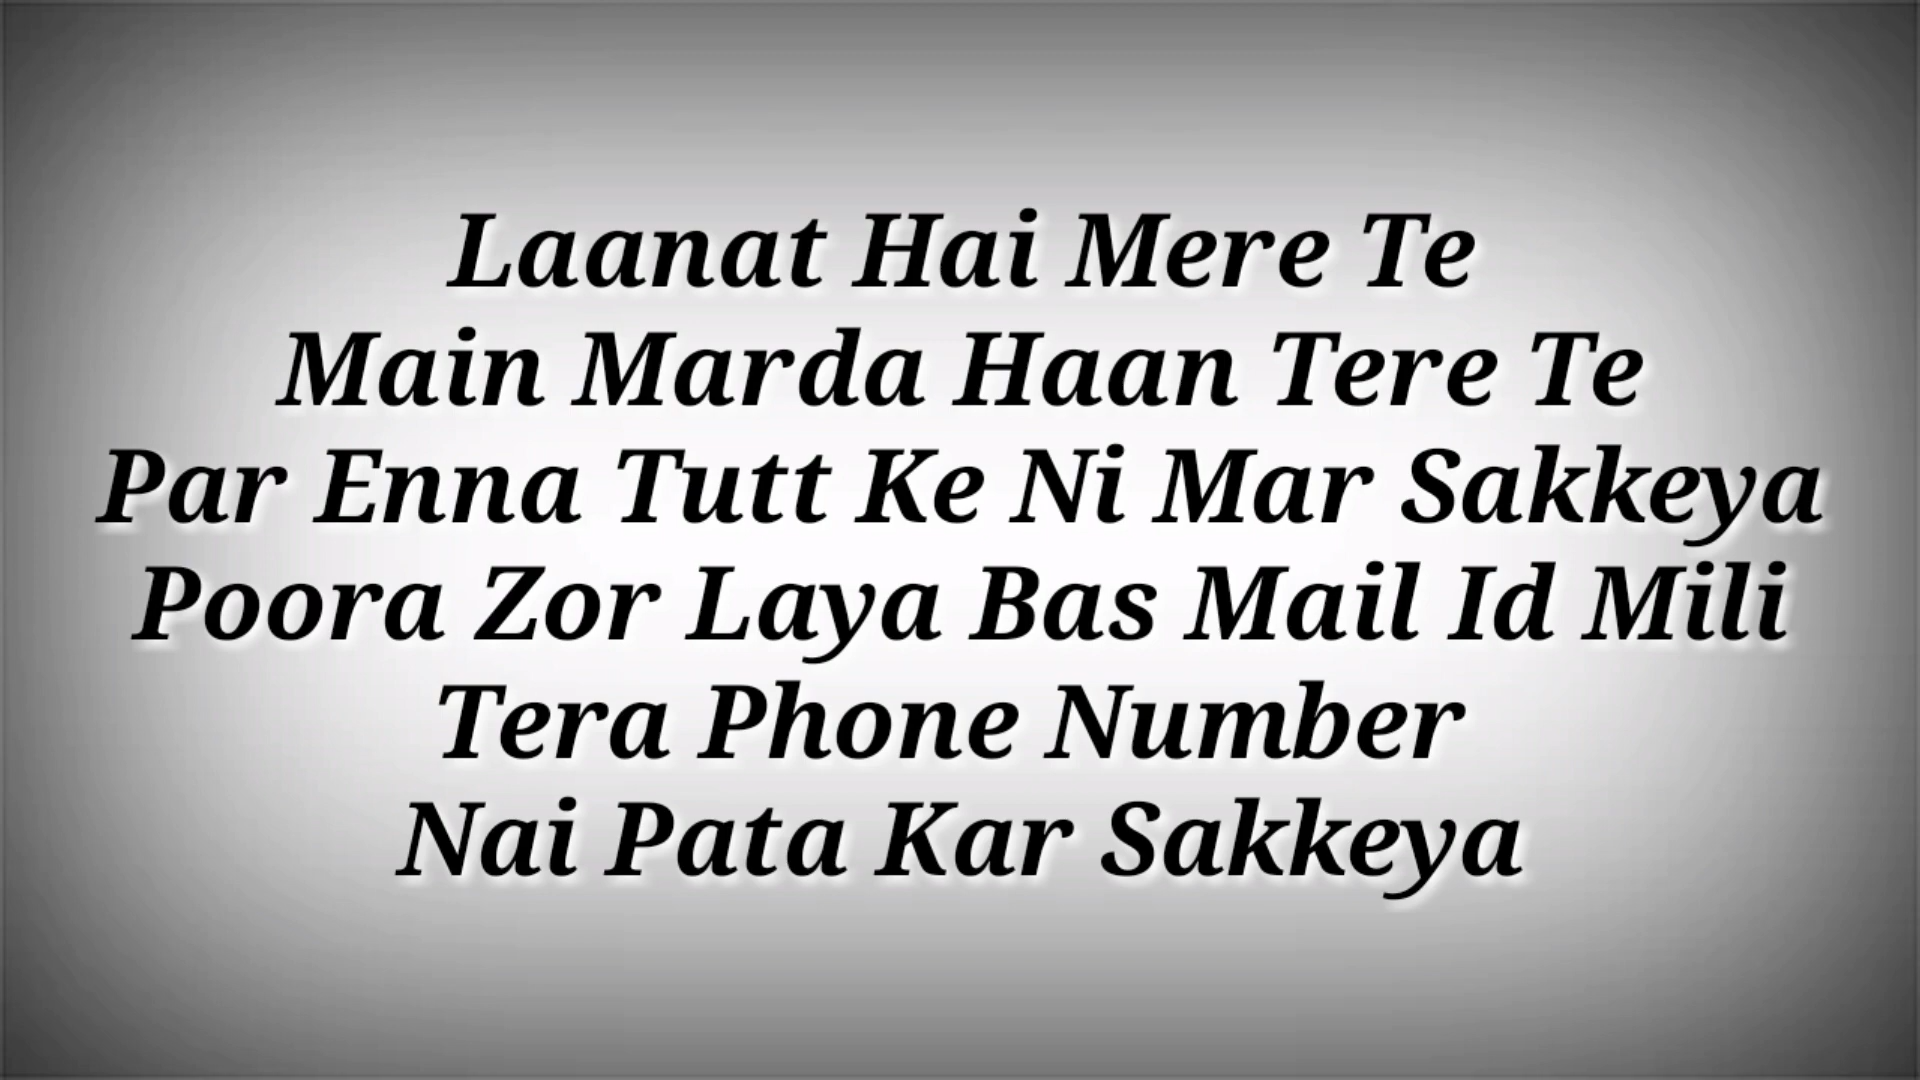 Laanat Hai Mere Te
Main Marda Haan Tere Te
Par Enna Tutt Ke Ni Mar Sakkeya
Poora Zor Laya Bas Mail Id Mili
Tera Phone Number
Nai Pata Kar Sakkeya